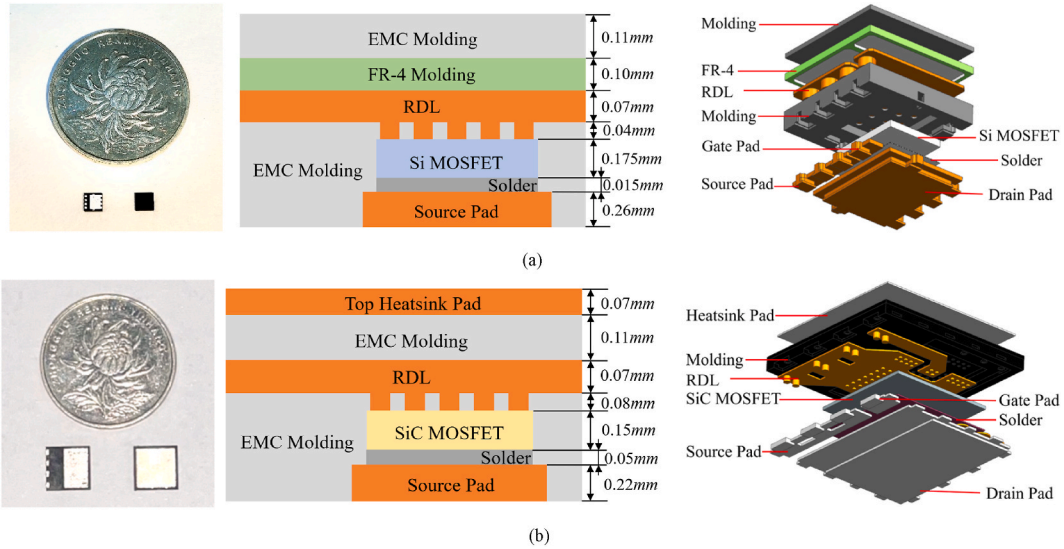 EMC Molding
0.11mm
FR-4 Molding
0.10mm
RDL
0.07mm
0.04mm
Si MOSFET
0.175mm
EMC Molding
Solder
0.015mm
Source Pad
0.26mm
Molding
FR-4
RDL
Molding
Si MOSFET
Gate Pad
Solder
Source Pad
Drain Pad
(a)
Top Heatsink Pad
0.07mm
EMC Molding
0.11mm
RDL
0.07mm
0.08mm
SiC MOSFET
0.15mm
EMC Molding
Solder
0.05mm
Source Pad
0.22mm
Heatsink Pad
Molding
RDL
SiC MOSFET
Gate Pad
Solder
Source Pad
Drain Pad
(b)